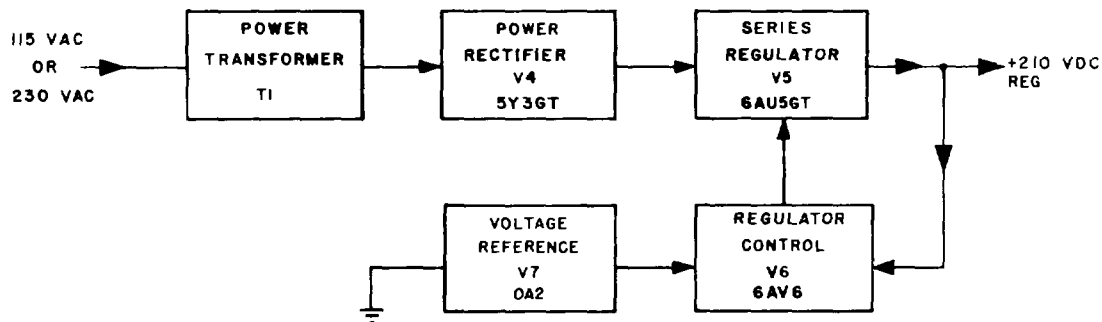 115 VAC
OR
230 VAC
POWER
TRANSFORMER
T1
POWER
RECTIFIER
V4
5Y3GT
SERIES
REGULATOR
V5
6AU5GT
+210 VDC
REG
VOLTAGE
REFERENCE
V7
OA2
REGULATOR
CONTROL
V6
6AV6